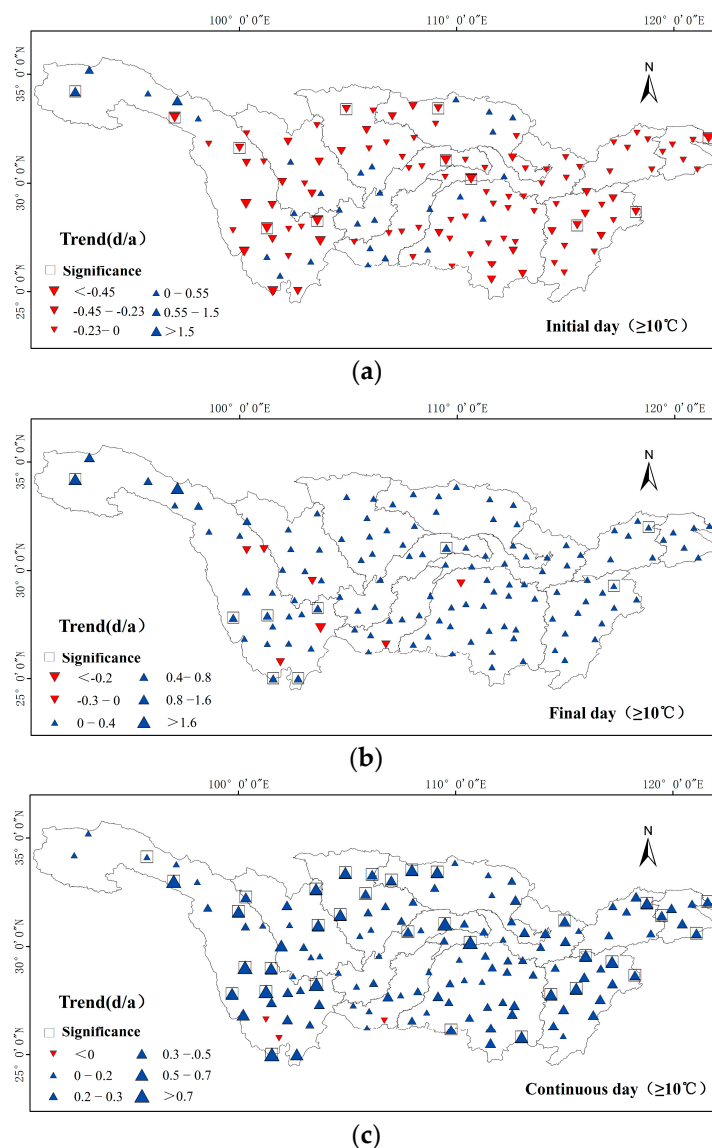 100° 0′0″E 110° 0′0″E 120° 0′0″E
35° 0′0″N
N
30° 0′0″N
Trend(d/a)
Significance
<-0.45 0－0.55
-0.45－-0.23 0.55－1.5
-0.23－0 >1.5
25° 0′0″N
Initial day（≥10℃）
(a)
100° 0′0″E 110° 0′0″E 120° 0′0″E
35° 0′0″N
N
30° 0′0″N
Trend(d/a)
Significance
<-0.2 0.4－0.8
-0.3－0 0.8－1.6
0－0.4 >1.6
25° 0′0″N
Final day（≥10℃）
(b)
100° 0′0″E 110° 0′0″E 120° 0′0″E
35° 0′0″N
N
30° 0′0″N
Trend(d/a)
Significance
<0 0.3－0.5
0－0.2 0.5－0.7
0.2－0.3 >0.7
25° 0′0″N
Continuous day（≥10℃）
(c)